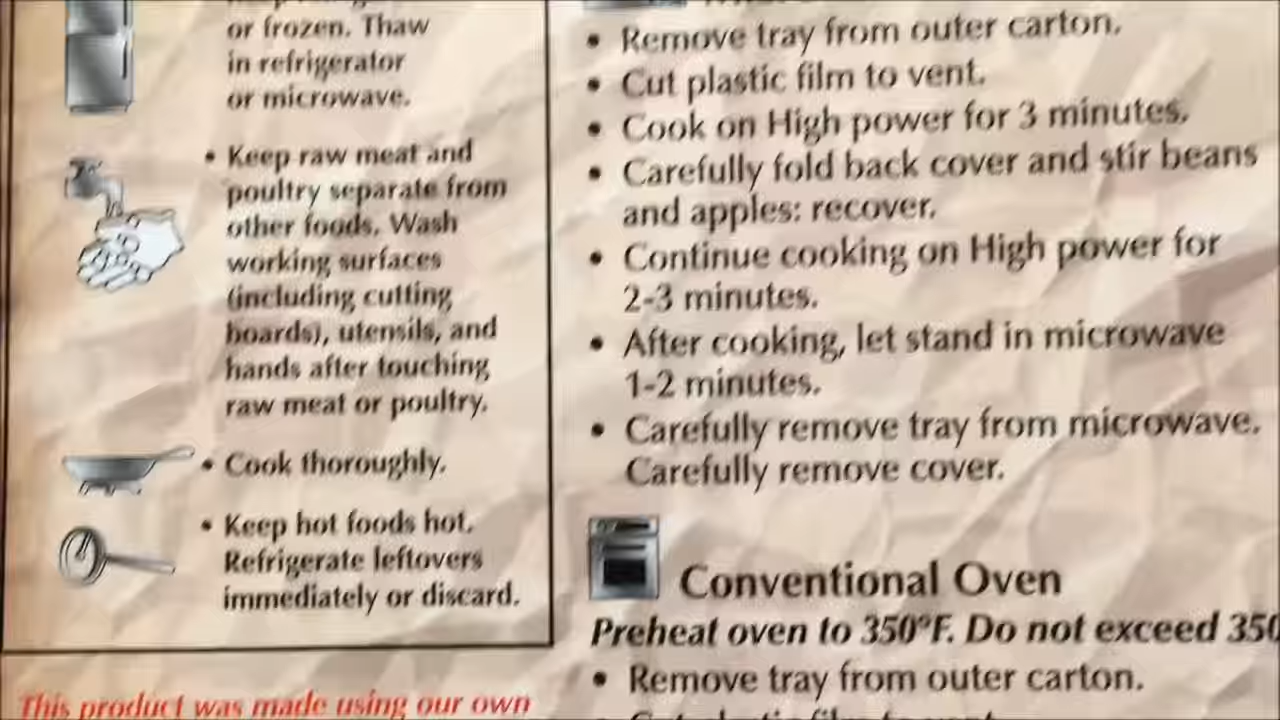 or frozen. Thaw
in refrigerator
or microwave.
• Keep raw meat and
poultry separate from
other foods. Wash
working surfaces
(including cutting
boards), utensils, and
hands after touching
raw meat or poultry.
• Cook thoroughly.
• Keep hot foods hot.
Refrigerate leftovers
immediately or discard.
This product was made using our own
• Remove tray from outer carton.
• Cut plastic film to vent.
• Cook on High power for 3 minutes.
• Carefully fold back cover and stir beans
and apples: recover.
• Continue cooking on High power for
2-3 minutes.
• After cooking, let stand in microwave
1-2 minutes.
• Carefully remove tray from microwave.
Carefully remove cover.
Conventional Oven
Preheat oven to 350°F. Do not exceed 350
• Remove tray from outer carton.